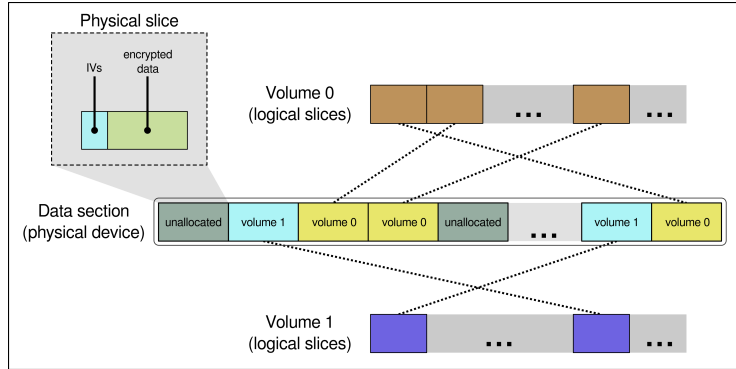 Physical slice
IVs
encrypted
data
Volume 0
(logical slices)
...
...
Data section
(physical device)
unallocated
volume 1
volume 0
volume 0
unallocated
...
volume 1
volume 0
Volume 1
(logical slices)
...
...